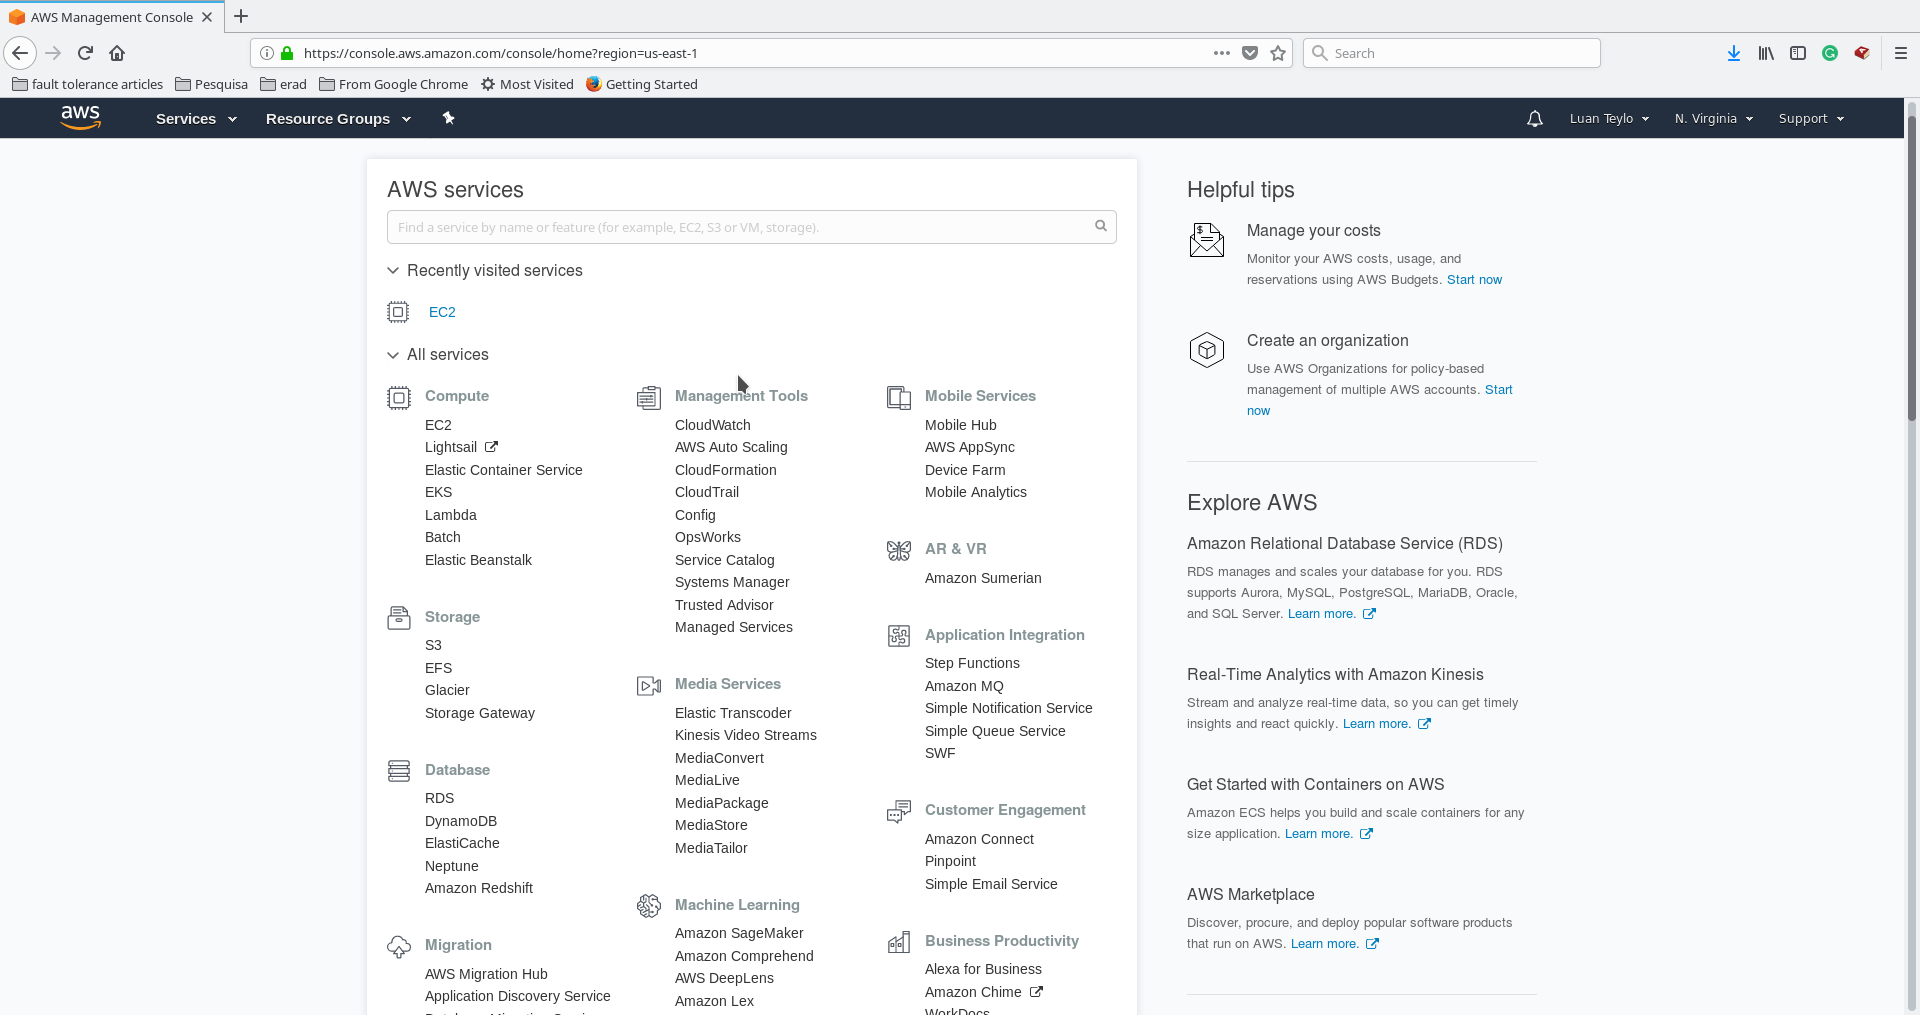 AWS Management Console
https://console.aws.amazon.com/console/home?region=us-east-1
Search
fault tolerance articles
Pesquisa
erad
From Google Chrome
Most Visited
Getting Started
aws
Services
Resource Groups
Luan Teylo
N. Virginia
Support
AWS services
Find a service by name or feature (for example, EC2, S3 or VM, storage).
Recently visited services
EC2
All services
Compute
EC2
Lightsail
Elastic Container Service
EKS
Lambda
Batch
Elastic Beanstalk
Storage
S3
EFS
Glacier
Storage Gateway
Database
RDS
DynamoDB
ElastiCache
Neptune
Amazon Redshift
Migration
AWS Migration Hub
Application Discovery Service
Management Tools
CloudWatch
AWS Auto Scaling
CloudFormation
CloudTrail
Config
OpsWorks
Service Catalog
Systems Manager
Trusted Advisor
Managed Services
Media Services
Elastic Transcoder
Kinesis Video Streams
MediaConvert
MediaLive
MediaPackage
MediaStore
MediaTailor
Machine Learning
Amazon SageMaker
Amazon Comprehend
AWS DeepLens
Amazon Lex
Mobile Services
Mobile Hub
AWS AppSync
Device Farm
Mobile Analytics
AR & VR
Amazon Sumerian
Application Integration
Step Functions
Amazon MQ
Simple Notification Service
Simple Queue Service
SWF
Customer Engagement
Amazon Connect
Pinpoint
Simple Email Service
Business Productivity
Alexa for Business
Amazon Chime
WorkDocs
Helpful tips
Manage your costs
Monitor your AWS costs, usage, and
reservations using AWS Budgets. Start now
Create an organization
Use AWS Organizations for policy-based
management of multiple AWS accounts. Start
now
Explore AWS
Amazon Relational Database Service (RDS)
RDS manages and scales your database for you. RDS
supports Aurora, MySQL, PostgreSQL, MariaDB, Oracle,
and SQL Server. Learn more.
Real-Time Analytics with Amazon Kinesis
Stream and analyze real-time data, so you can get timely
insights and react quickly. Learn more.
Get Started with Containers on AWS
Amazon ECS helps you build and scale containers for any
size application. Learn more.
AWS Marketplace
Discover, procure, and deploy popular software products
that run on AWS. Learn more.